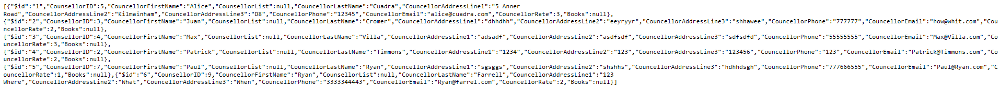 [{"$id":"1","CounsellorID":5,"CouncellorFirstName":"Alice","CounsellorList":null,"CouncellorLastName":"Cuadra","CouncellorAddressLine1":"5 Anner
Road","CouncellorAddressLine2":"Kilmainham","CouncellorAddressLine3":"D8","CouncellorPhone":"12345","CouncellorEmail":"alice@cuadra.com","CouncellorRate":3,"Books":null},
{"$id":"2","CounsellorID":3,"CouncellorFirstName":"Juan","CounsellorList":null,"CouncellorLastName":"Cromer","CouncellorAddressLine1":"dhhdhh","CouncellorAddressLine2":"eeyryyr","CouncellorAddressLine3":"shhawee","CouncellorPhone":"777777","CouncellorEmail":"how@whit.com","Cou
ncellorRate":2,"Books":null},
{"$id":"3","CounsellorID":4,"CouncellorFirstName":"Max","CounsellorList":null,"CouncellorLastName":"Villa","CouncellorAddressLine1":"adsadf","CouncellorAddressLine2":"asdfsdf","CouncellorAddressLine3":"sdfsdfd","CouncellorPhone":"55555555","CouncellorEmail":"Max@Villa.com","Co
uncellorRate":3,"Books":null},
{"$id":"4","CounsellorID":2,"CouncellorFirstName":"Patrick","CounsellorList":null,"CouncellorLastName":"Timmons","CouncellorAddressLine1":"1234","CouncellorAddressLine2":"123","CouncellorAddressLine3":"123456","CouncellorPhone":"123","CouncellorEmail":"Patrick@Timmons.com","Co
uncellorRate":2,"Books":null},
{"$id":"5","CounsellorID":7,"CouncellorFirstName":"Paul","CounsellorList":null,"CouncellorLastName":"Ryan","CouncellorAddressLine1":"sgsggs","CouncellorAddressLine2":"shshhs","CouncellorAddressLine3":"hdhhdsgh","CouncellorPhone":"777666555","CouncellorEmail":"Paul@Ryan.com","C
ouncellorRate":1,"Books":null},{"$id":"6","CounsellorID":9,"CouncellorFirstName":"Ryan","CounsellorList":null,"CouncellorLastName":"Farrell","CouncellorAddressLine1":"123
Where","CouncellorAddressLine2":"What","CouncellorAddressLine3":"When","CouncellorPhone":"3333344443","CouncellorEmail":"Ryan@farrel.com","CouncellorRate":2,"Books":null}]